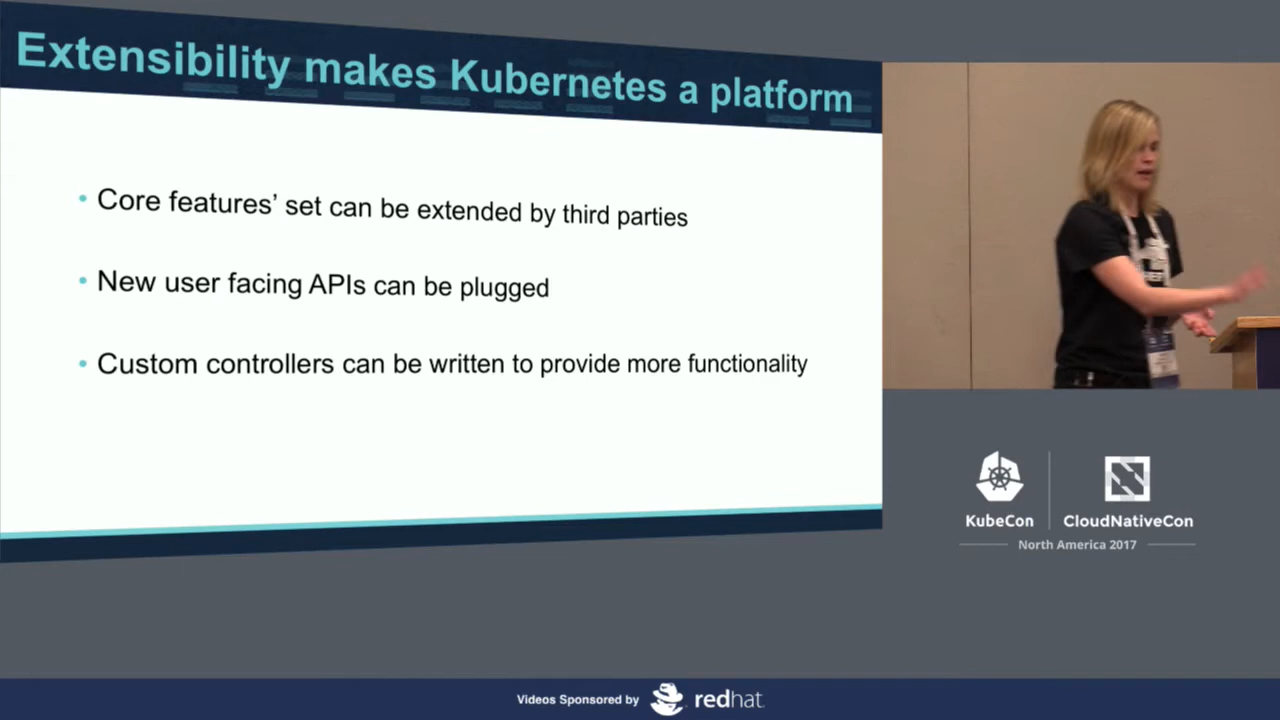 Extensibility makes Kubernetes a platform
• Core features’ set can be extended by third parties
• New user facing APIs can be plugged
• Custom controllers can be written to provide more functionality
KubeCon
CloudNativeCon
North America 2017
Videos Sponsored by
redhat.